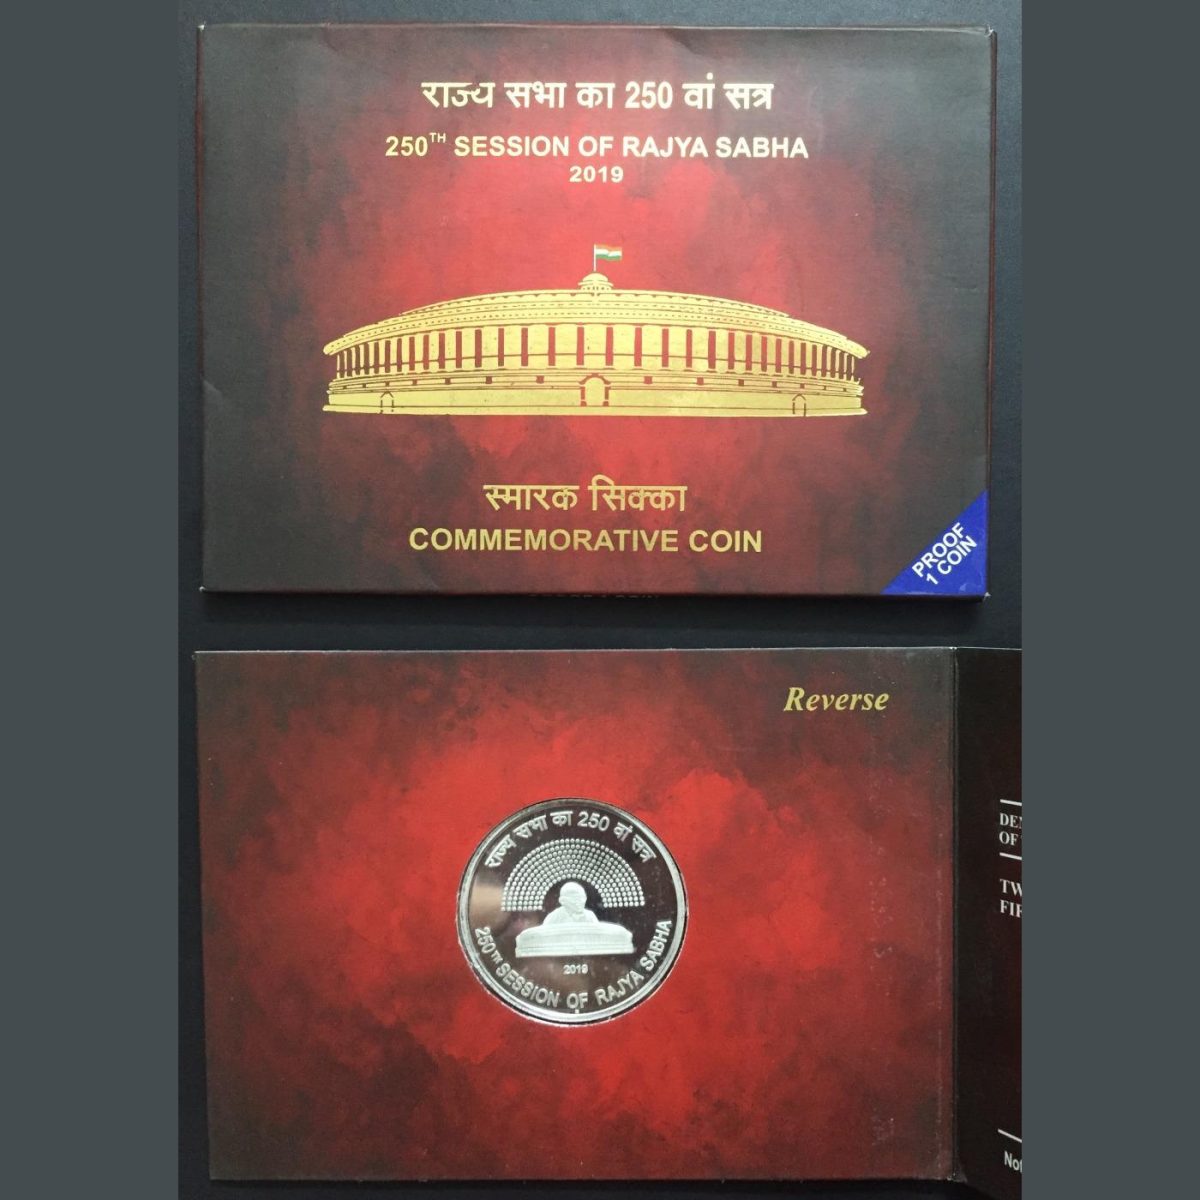 राज्य सभा का 250 वां सत्र
250TH SESSION OF RAJYA SABHA
2019
स्मारक सिक्का
COMMEMORATIVE COIN
PROOF
1 COIN
Reverse
राज्य सभा का 250 वां सत्र
2019
250TH SESSION OF RAJYA SABHA
OF